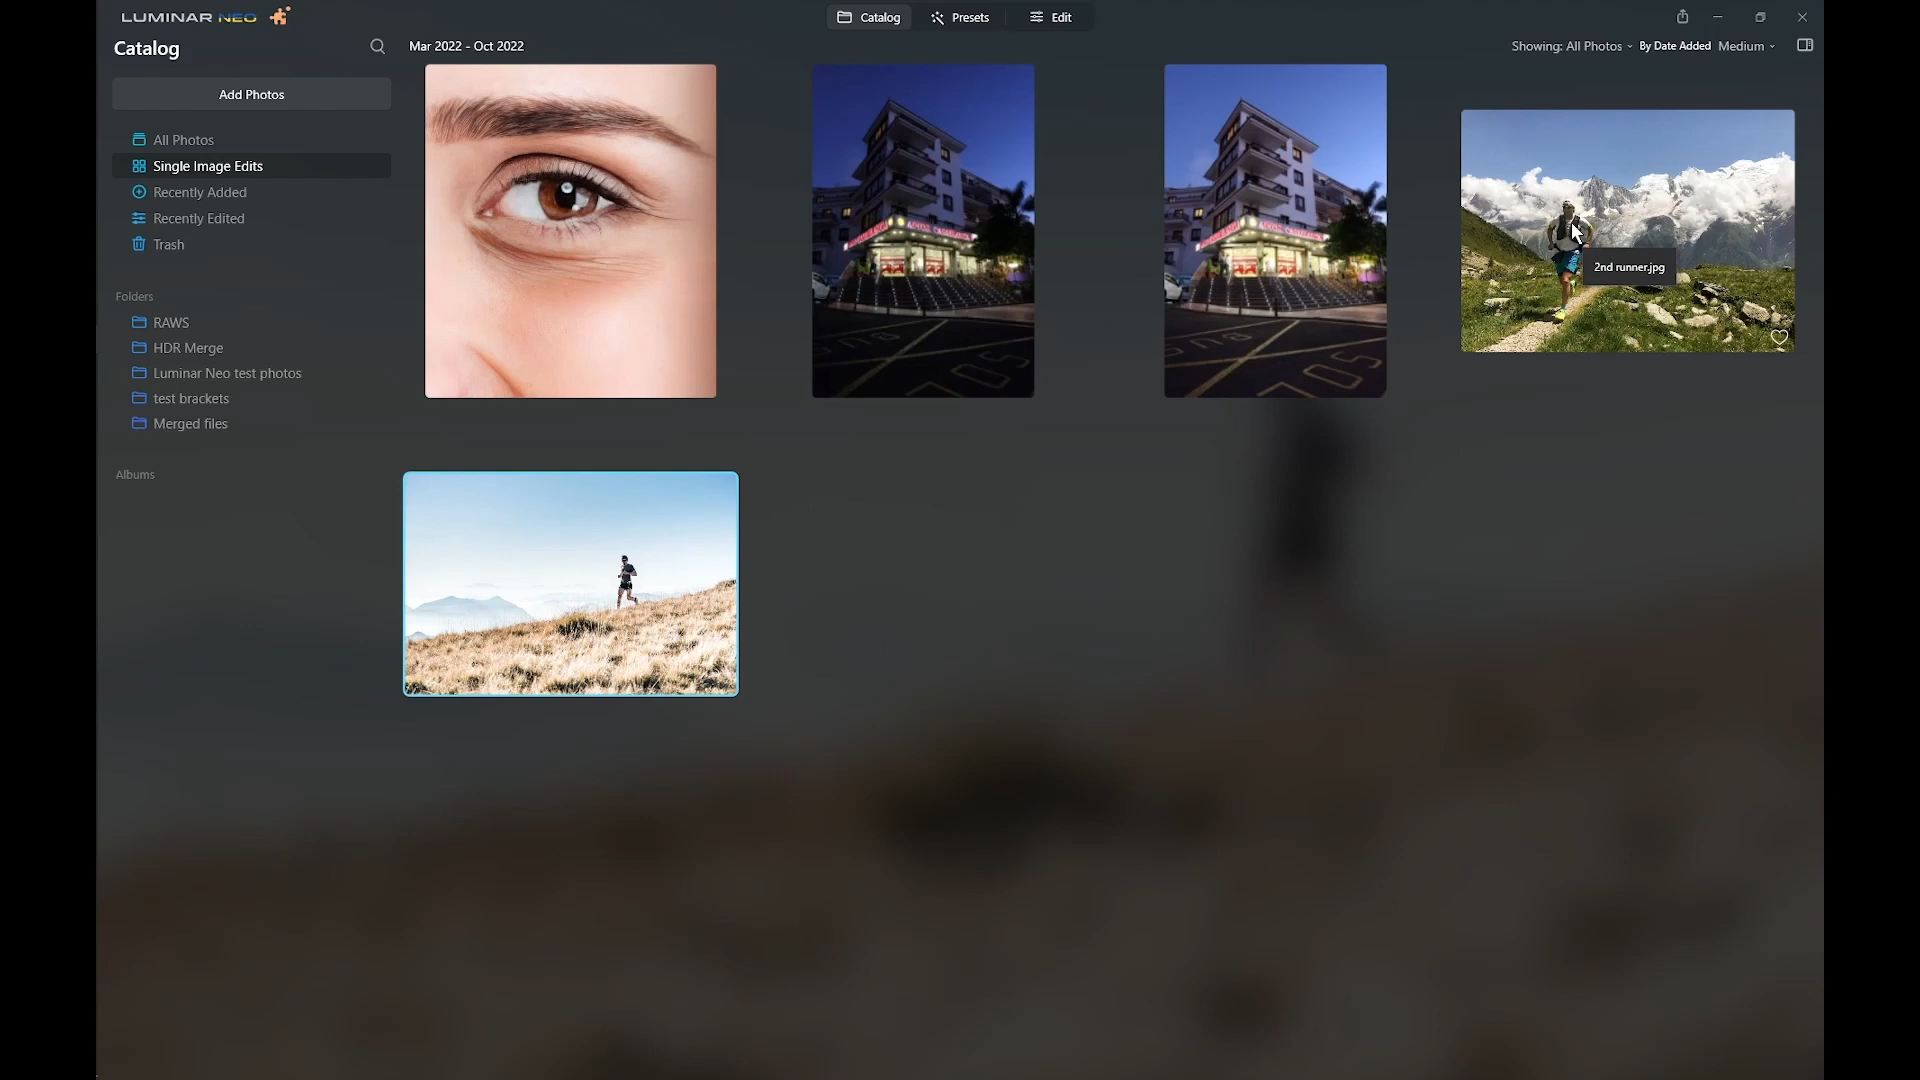 LUMINAR NEO
Catalog
Presets
Edit
Catalog
Mar 2022 - Oct 2022
Showing: All Photos
By Date Added
Medium
Add Photos
All Photos
Single Image Edits
Recently Added
Recently Edited
Trash
Folders
RAWS
HDR Merge
Luminar Neo test photos
test brackets
Merged files
Albums
2nd runner.jpg